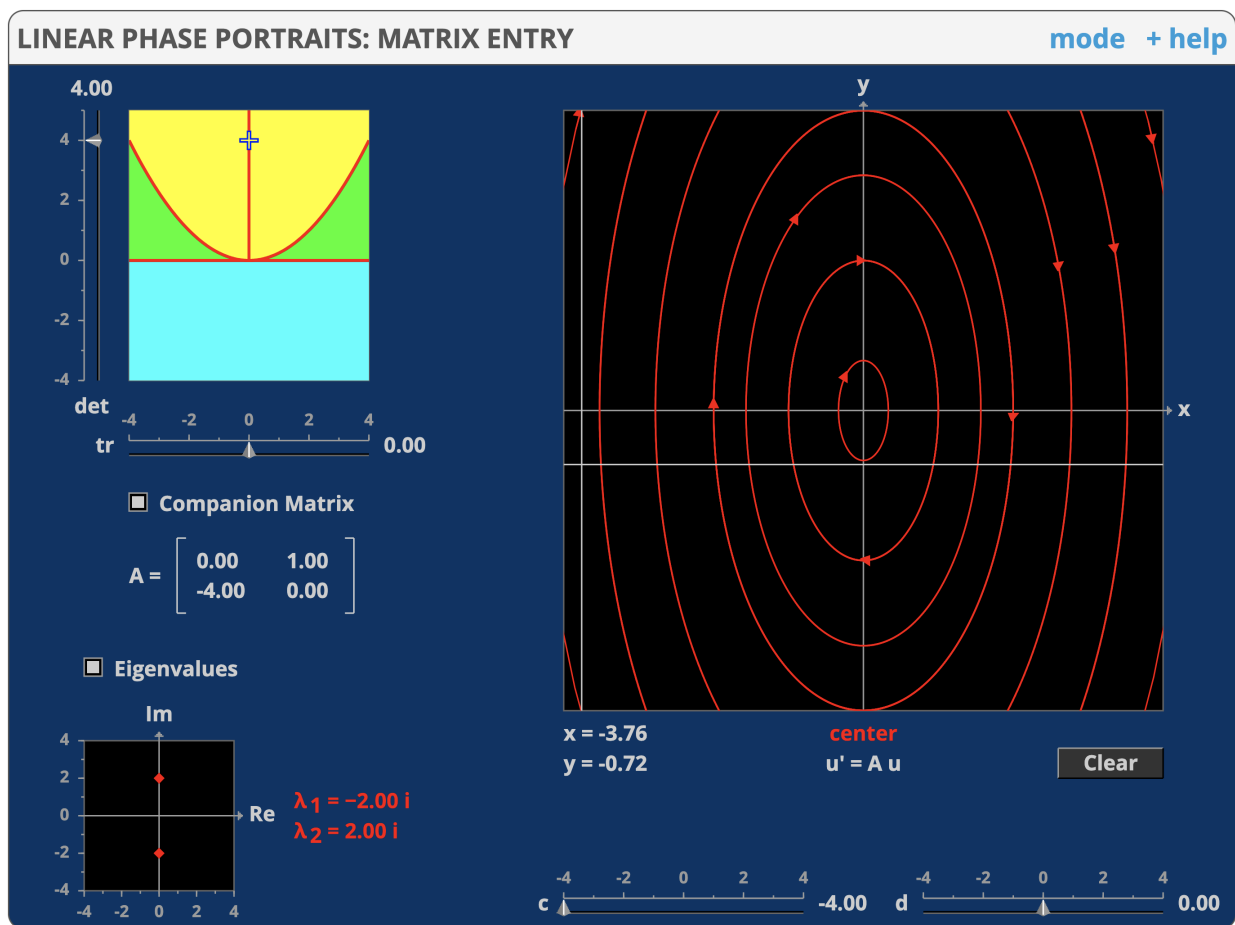 LINEAR PHASE PORTRAITS: MATRIX ENTRY mode + help
4.00
4
2
0
-2
-4
det
-4 -2 0 2 4
tr 0.00
Companion Matrix
A =
0.00 1.00
-4.00 0.00
Eigenvalues
Im
4
2
0
-2
-4
Re
-4 -2 0 2 4
λ1 = −2.00 i
λ2 = 2.00 i
y
x
x = -3.76 center
y = -0.72 u' = A u Clear
-4 -2 0 2 4
c -4.00
-4 -2 0 2 4
d 0.00